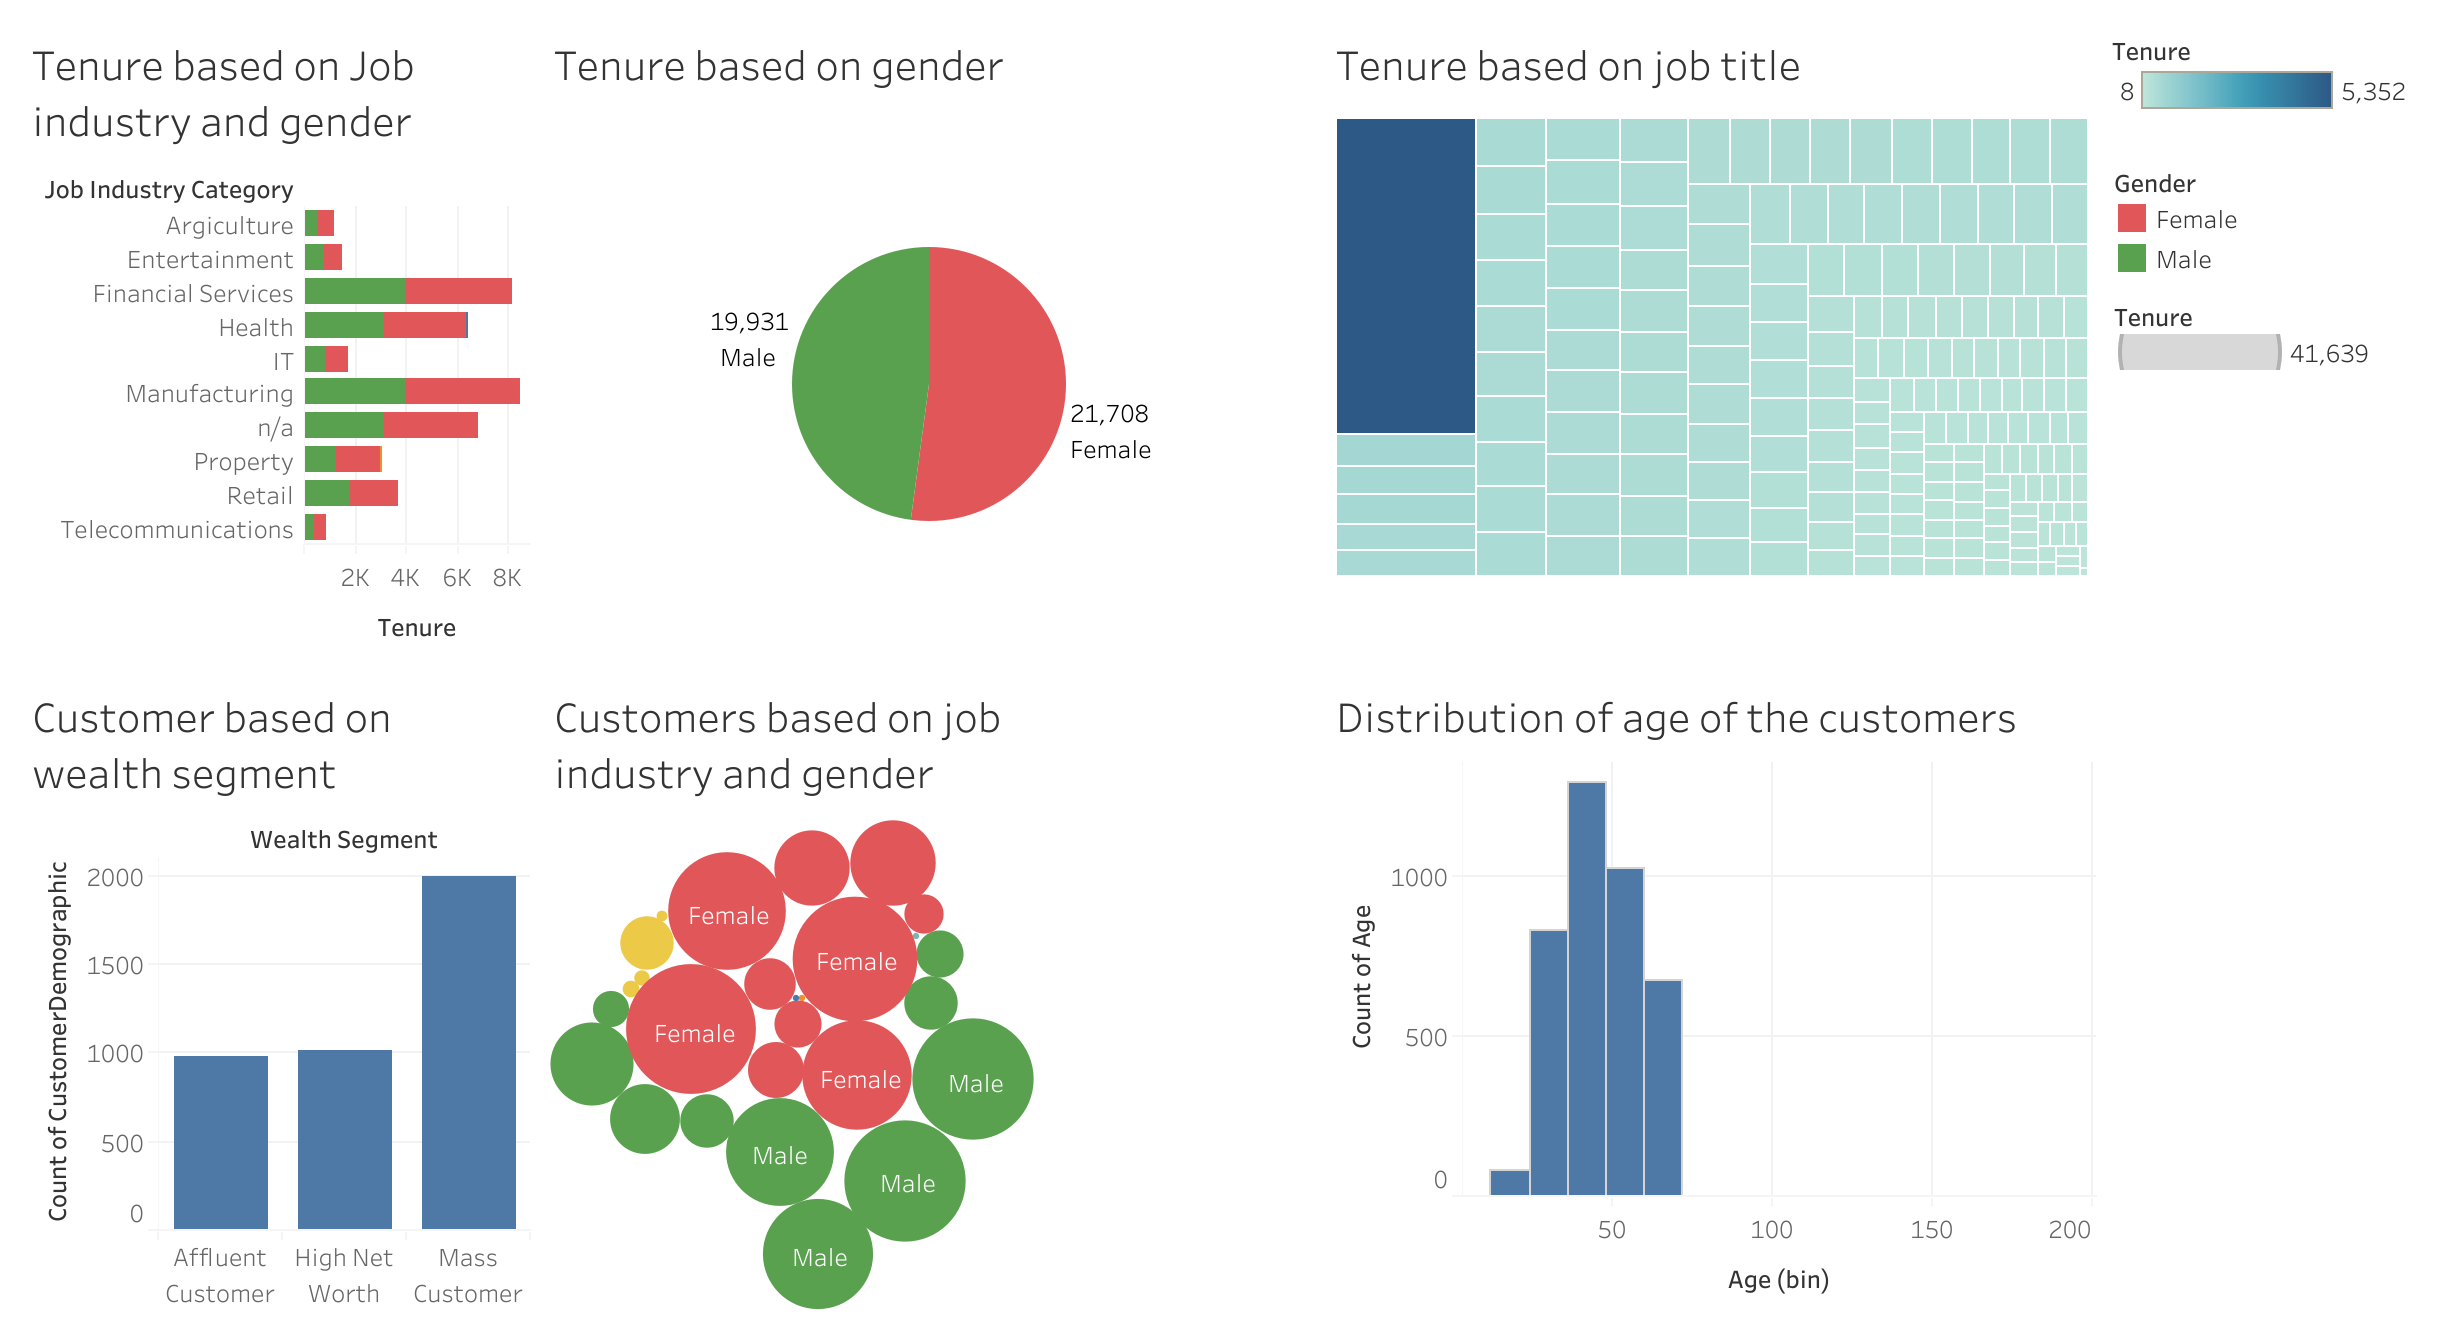 Tenure based on Job
industry and gender
Job Industry Category
Argiculture
Entertainment
Financial Services
Health
IT
Manufacturing
n/a
Property
Retail
Telecommunications
2K 4K 6K 8K
Tenure
Tenure based on gender
19,931
Male
21,708
Female
Tenure based on job title
Tenure
8 5,352
Gender
Female
Male
Tenure
41,639
Customer based on
wealth segment
Wealth Segment
Count of CustomerDemographic
2000
1500
1000
500
0
Affluent
Customer
High Net
Worth
Mass
Customer
Customers based on job
industry and gender
Female
Female
Female
Female
Male
Male
Male
Male
Distribution of age of the customers
Count of Age
1000
500
0
50 100 150 200
Age (bin)